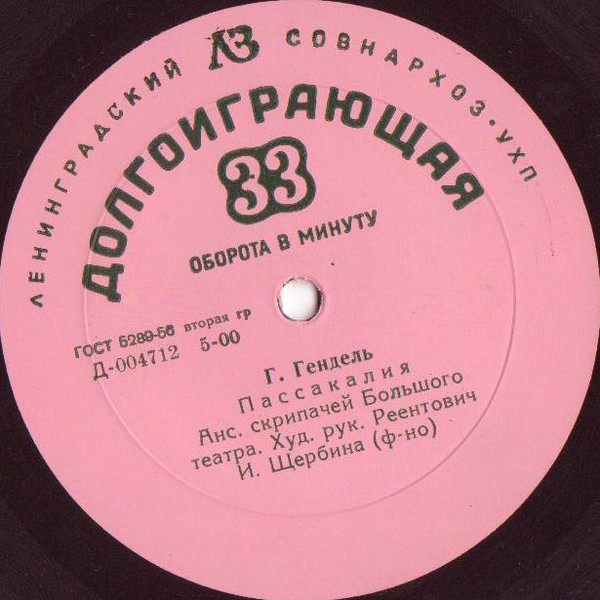 ЛЕНИНГРАДСКИЙ ЛЗ СОВНАРХОЗ · УХП
ДОЛГОИГРАЮЩАЯ
33
ОБОРОТА В МИНУТУ
ГОСТ 5289-56 вторая гр
Д-004712 5-00
Г. Гендель
Пассакалия
Анс. скрипачей Большого
театра. Худ. рук. Реентович
И. Щербина (ф-но)